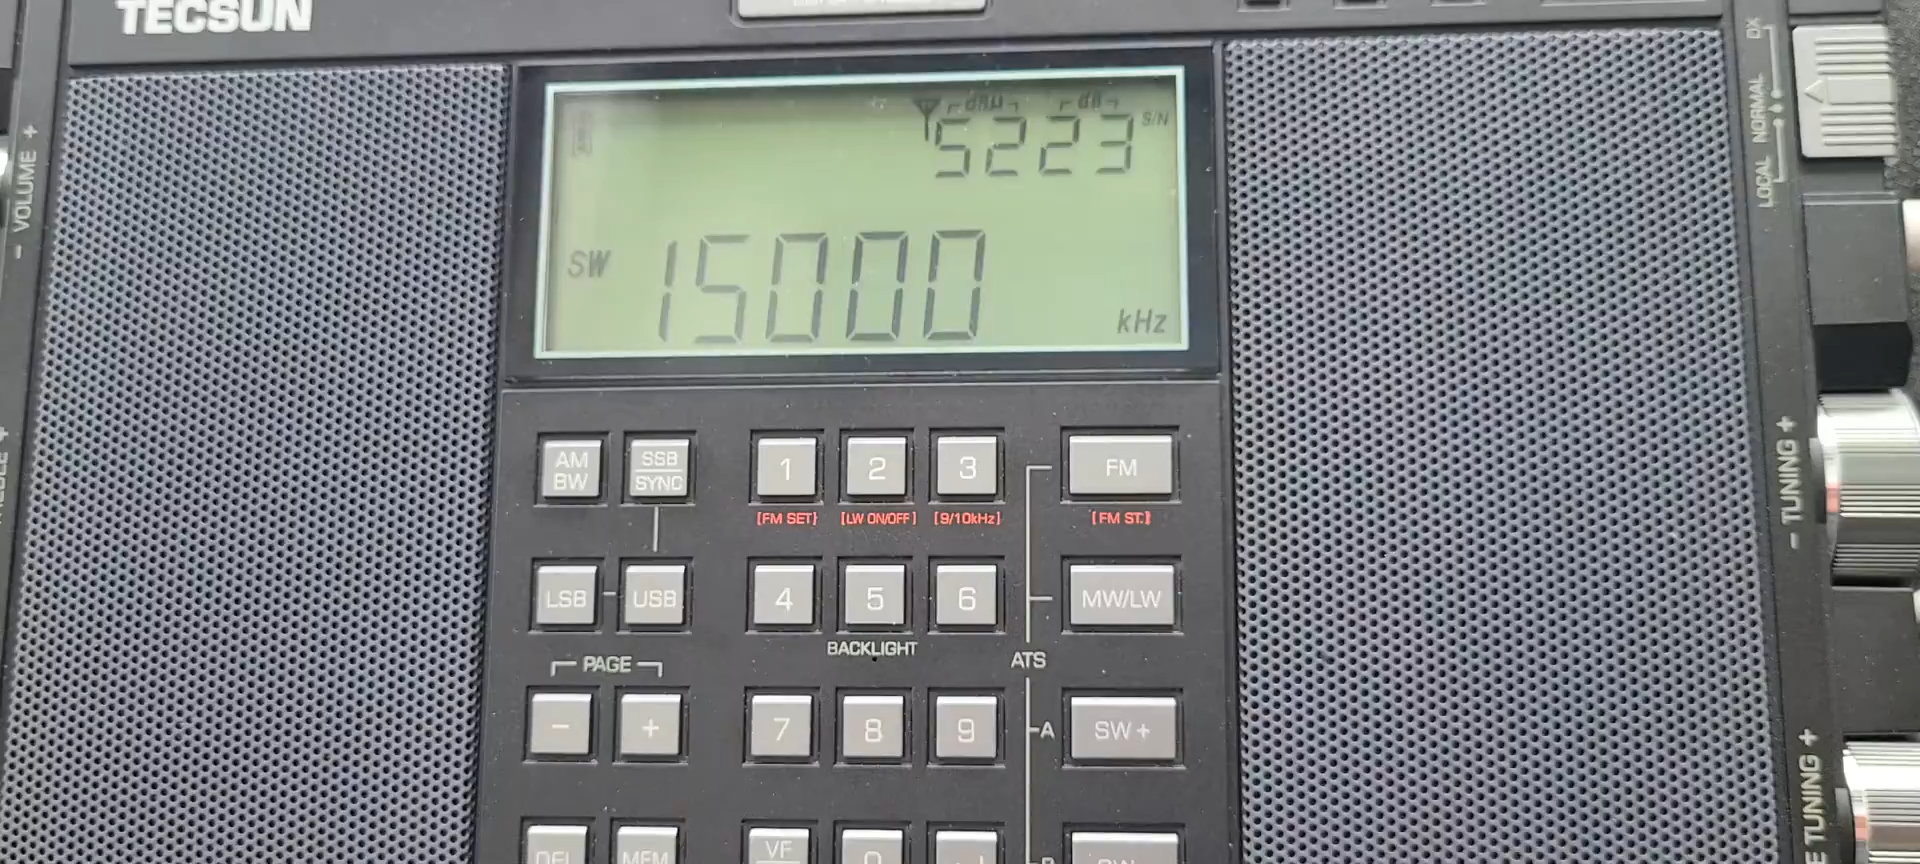 TECSUN
dBμ dB
5223 S/N
SW 15000 kHz
- VOLUME +
DX
NORMAL
LOCAL
AM BW
SSB SYNC
1 2 3
FM
[FM SET] [LW ON/OFF] [9/10kHz]
[FM ST.]
LSB - USB
4 5 6
MW/LW
BACKLIGHT
ATS
PAGE
- +
7 8 9
A
SW +
- TUNING +
TUNING +
DEL MEM
VF